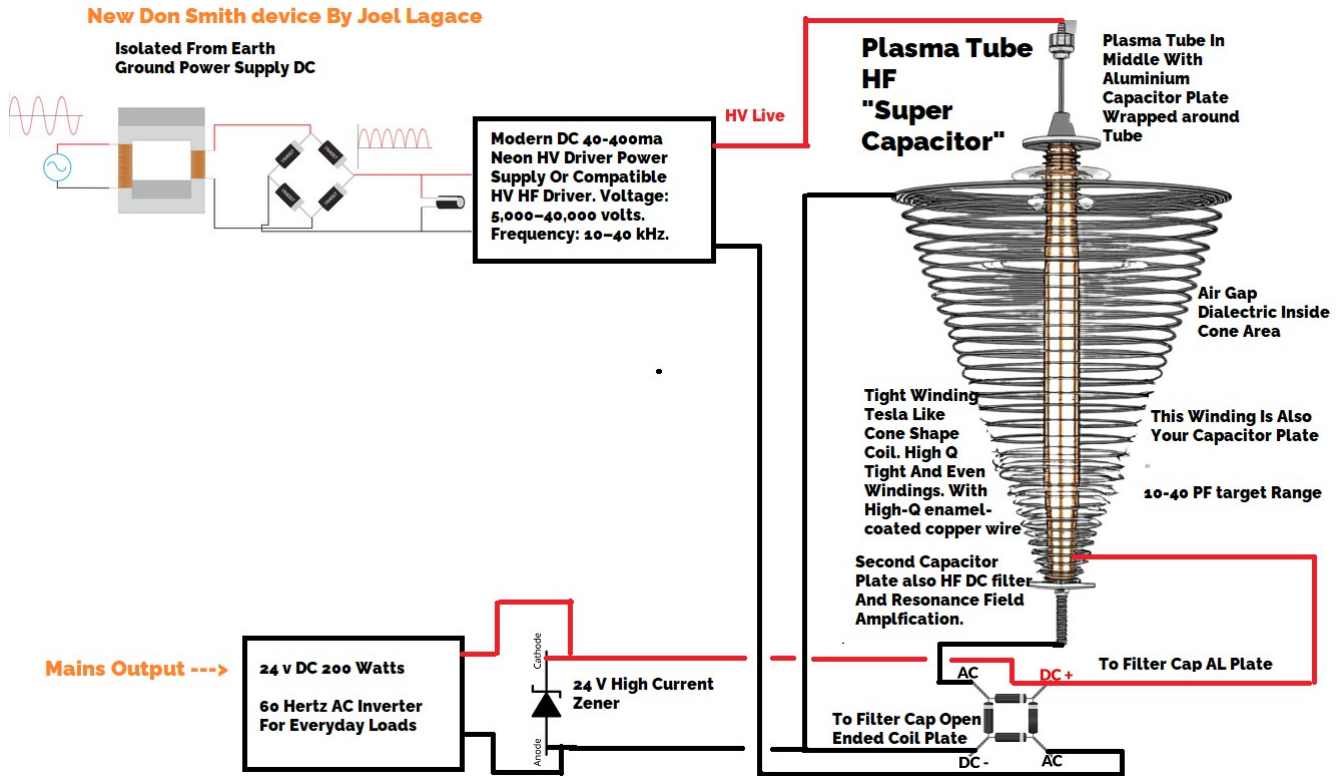 New Don Smith device By Joel Lagace
Isolated From Earth
Ground Power Supply DC
Modern DC 40-400ma
Neon HV Driver Power
Supply Or Compatible
HV HF Driver. Voltage:
5,000–40,000 volts.
Frequency: 10–40 kHz.
HV Live
Plasma Tube
HF
"Super
Capacitor"
Plasma Tube In
Middle With
Aluminium
Capacitor Plate
Wrapped around
Tube
Air Gap
Dialectric Inside
Cone Area
Tight Winding
Tesla Like
Cone Shape
Coil. High Q
Tight And Even
Windings. With
High-Q enamel-
coated copper wire
This Winding Is Also
Your Capacitor Plate
10-40 PF target Range
Second Capacitor
Plate also HF DC filter
And Resonance Field
Amplfication.
Mains Output --->
24 v DC 200 Watts
60 Hertz AC Inverter
For Everyday Loads
Cathode
24 V High Current
Zener
Anode
AC
DC +
To Filter Cap AL Plate
To Filter Cap Open
Ended Coil Plate
DC -
AC